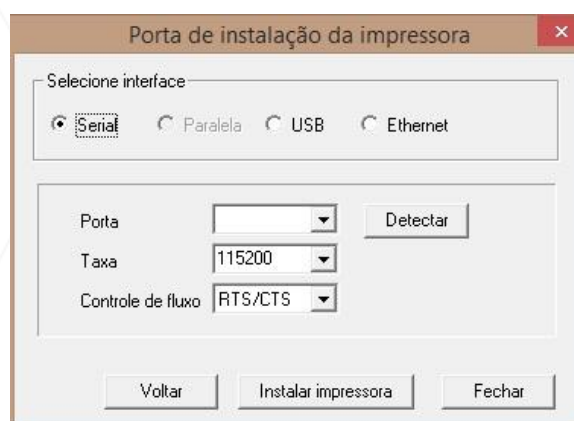 Porta de instalação da impressora
Selecione interface
Serial Paralela USB Ethernet
Porta Detectar
Taxa 115200
Controle de fluxo RTS/CTS
Voltar Instalar impressora Fechar